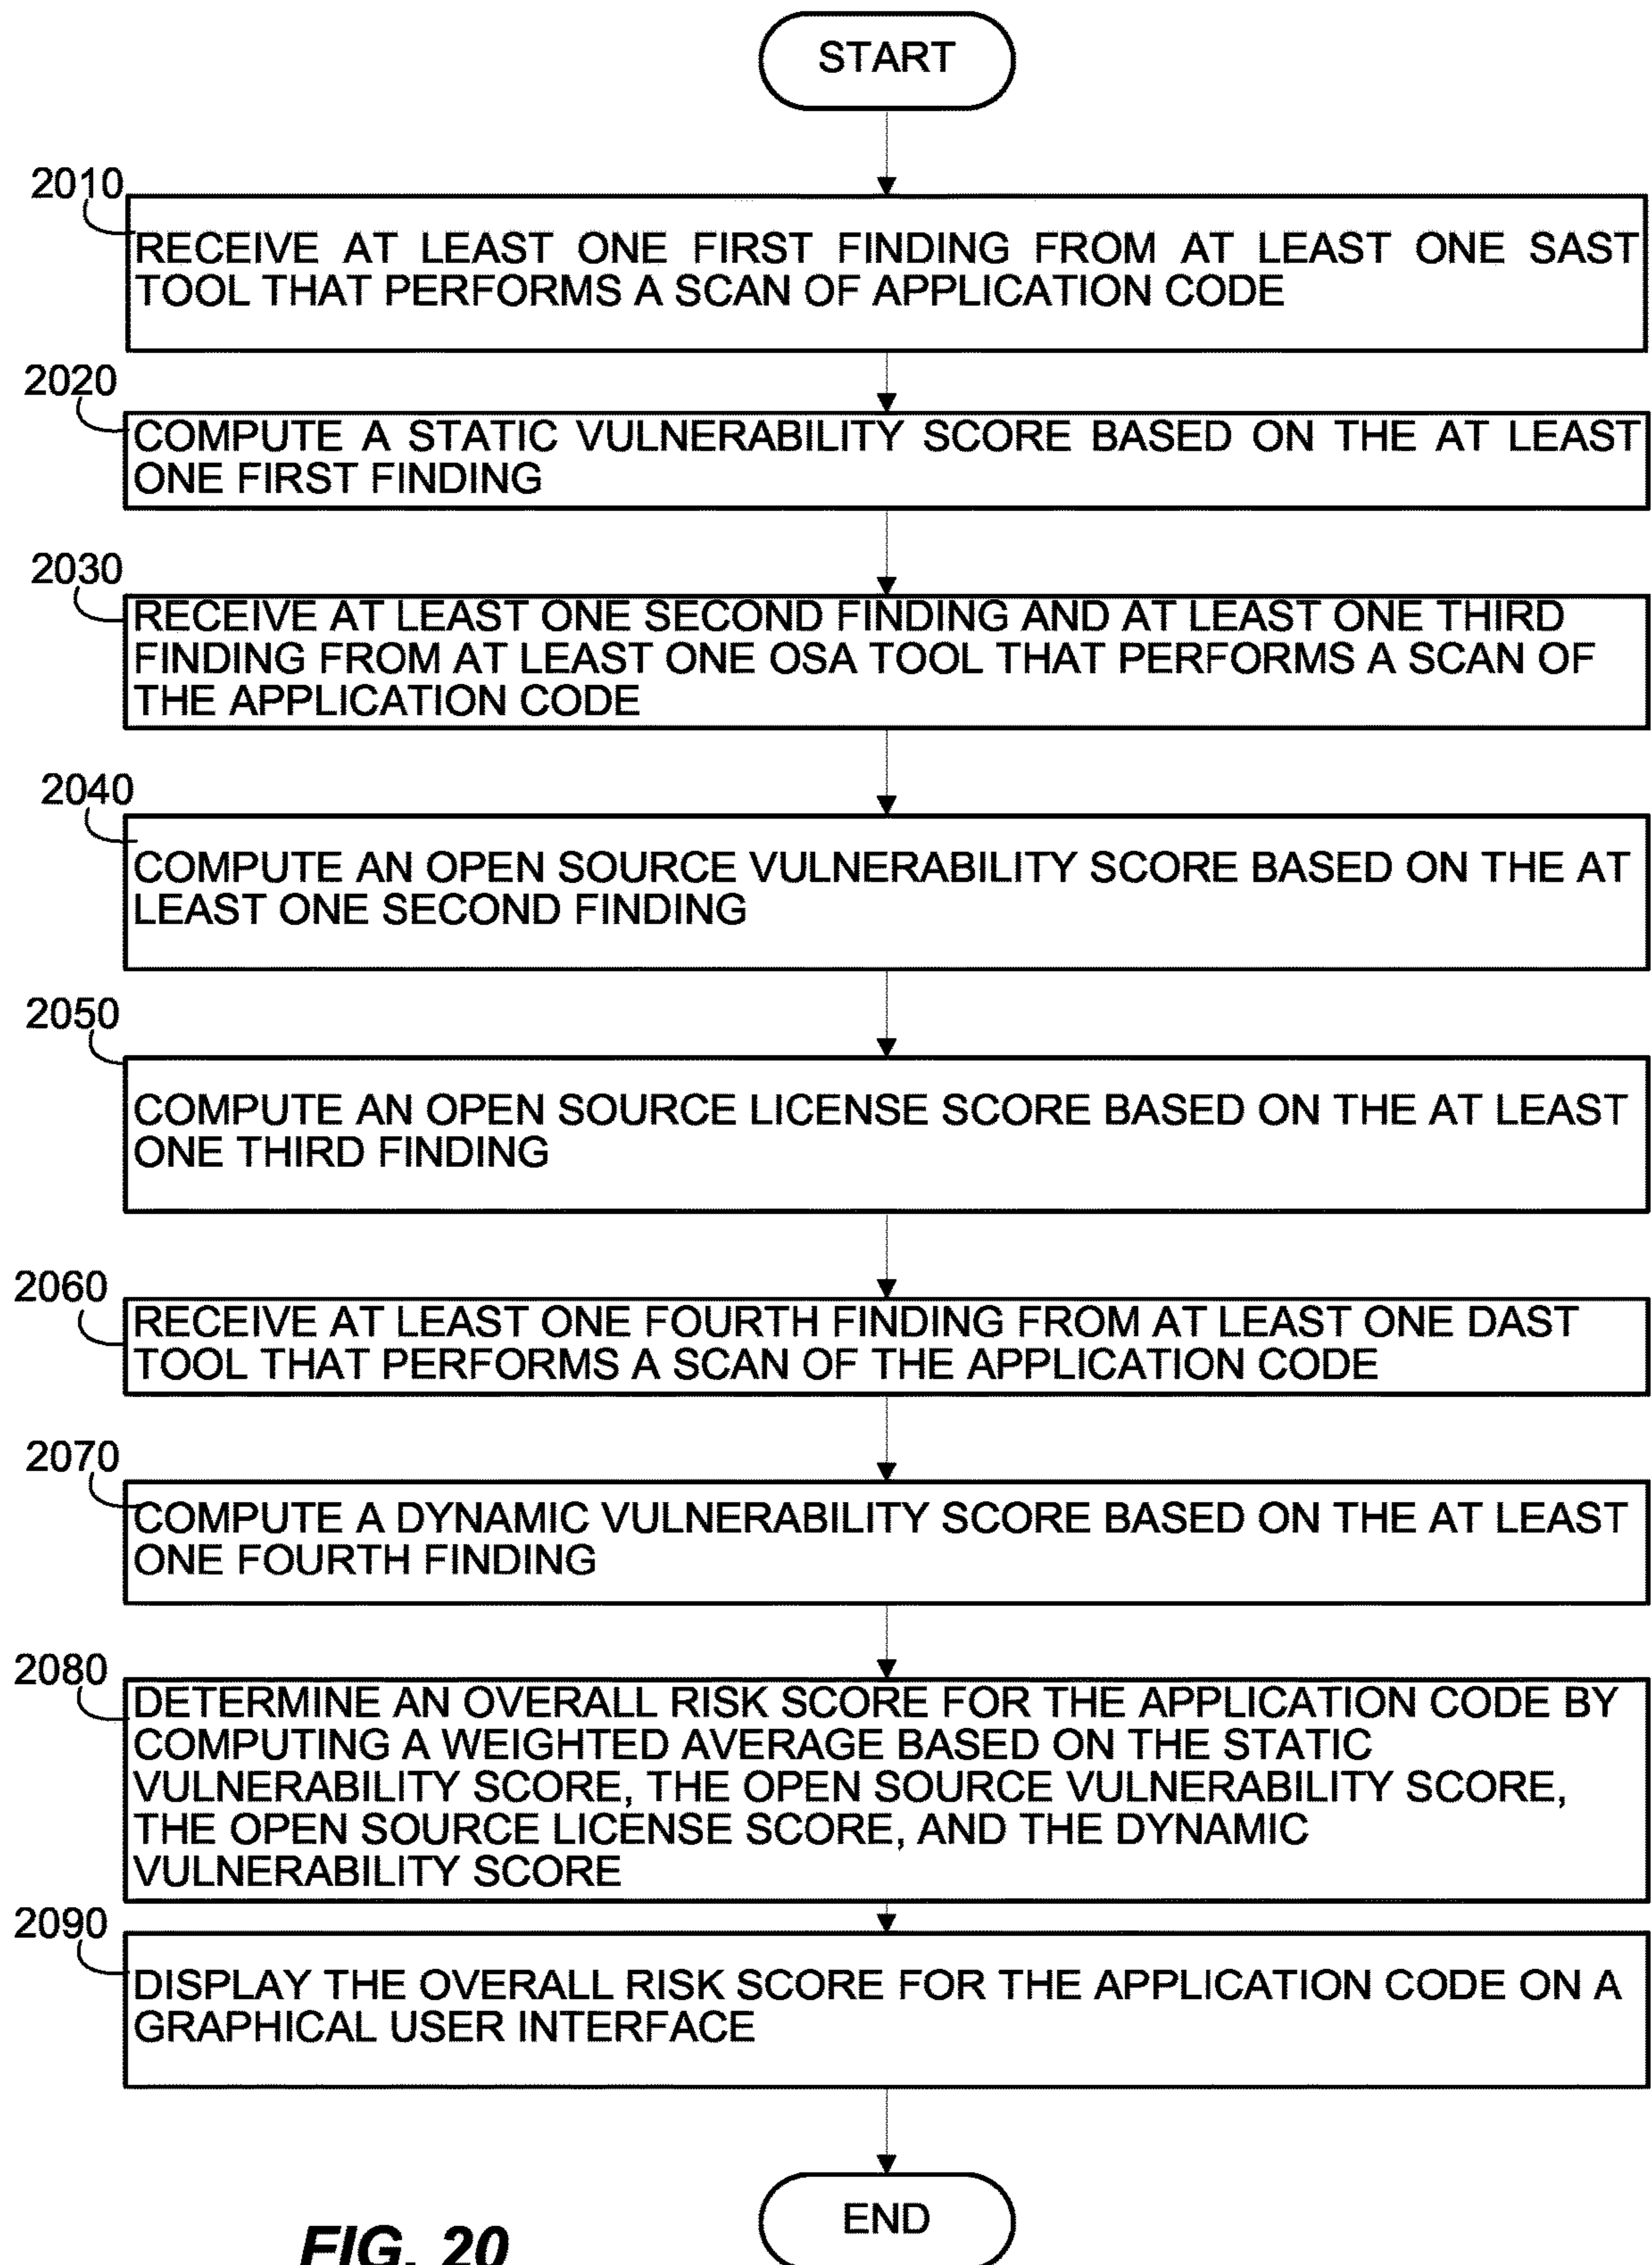 START
2010
RECEIVE AT LEAST ONE FIRST FINDING FROM AT LEAST ONE SAST
TOOL THAT PERFORMS A SCAN OF APPLICATION CODE
2020
COMPUTE A STATIC VULNERABILITY SCORE BASED ON THE AT LEAST
ONE FIRST FINDING
2030
RECEIVE AT LEAST ONE SECOND FINDING AND AT LEAST ONE THIRD
FINDING FROM AT LEAST ONE OSA TOOL THAT PERFORMS A SCAN OF
THE APPLICATION CODE
2040
COMPUTE AN OPEN SOURCE VULNERABILITY SCORE BASED ON THE AT
LEAST ONE SECOND FINDING
2050
COMPUTE AN OPEN SOURCE LICENSE SCORE BASED ON THE AT LEAST
ONE THIRD FINDING
2060
RECEIVE AT LEAST ONE FOURTH FINDING FROM AT LEAST ONE DAST
TOOL THAT PERFORMS A SCAN OF THE APPLICATION CODE
2070
COMPUTE A DYNAMIC VULNERABILITY SCORE BASED ON THE AT LEAST
ONE FOURTH FINDING
2080
DETERMINE AN OVERALL RISK SCORE FOR THE APPLICATION CODE BY
COMPUTING A WEIGHTED AVERAGE BASED ON THE STATIC
VULNERABILITY SCORE, THE OPEN SOURCE VULNERABILITY SCORE,
THE OPEN SOURCE LICENSE SCORE, AND THE DYNAMIC
VULNERABILITY SCORE
2090
DISPLAY THE OVERALL RISK SCORE FOR THE APPLICATION CODE ON A
GRAPHICAL USER INTERFACE
END
FIG. 20